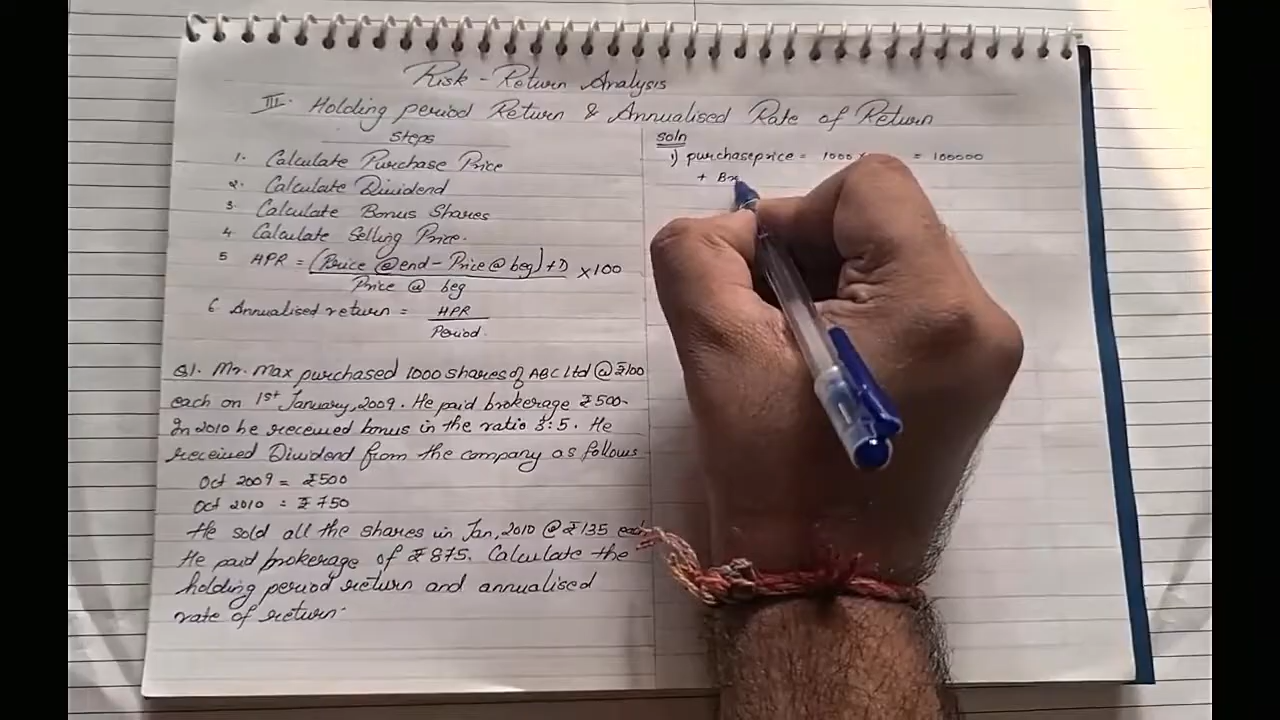 Risk - Return Analysis
III. Holding period Return & Annualised Rate of Return
Steps
1. Calculate Purchase Price
2. Calculate Dividend
3 Calculate Bonus Shares
4 Calculate Selling Price.
5 HPR = (Price @ end - Price @ beg) + D × 100
Price @ beg
6 Annualised return = HPR
Period.
Q1. Mr. Max purchased 1000 shares of ABC Ltd @ ₹100
each on 1st January, 2009. He paid brokerage ₹500-
In 2010 he received bonus in the ratio 3:5. He
received Dividend from the company as follows
Oct 2009 = ₹500
Oct 2010 = ₹750
He sold all the shares in Jan, 2010 @ ₹135 each
He paid brokerage of ₹875. Calculate the
holding period return and annualised
rate of return.
Soln
1) purchase price = 1000 = 100000
+ Br